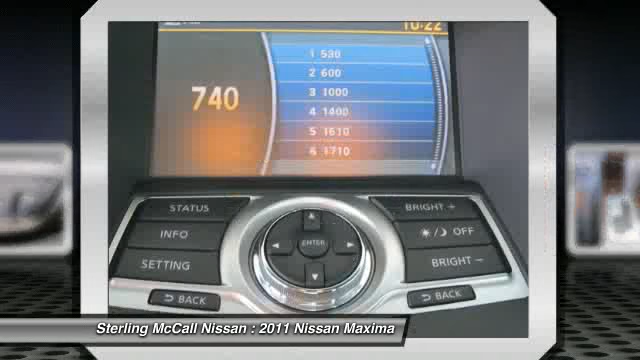 10:22
740
1 530
2 600
3 1000
4 1400
5 1610
6 1710
STATUS
INFO
SETTING
BACK
ENTER
BRIGHT +
OFF
BRIGHT −
BACK
Sterling McCall Nissan : 2011 Nissan Maxima